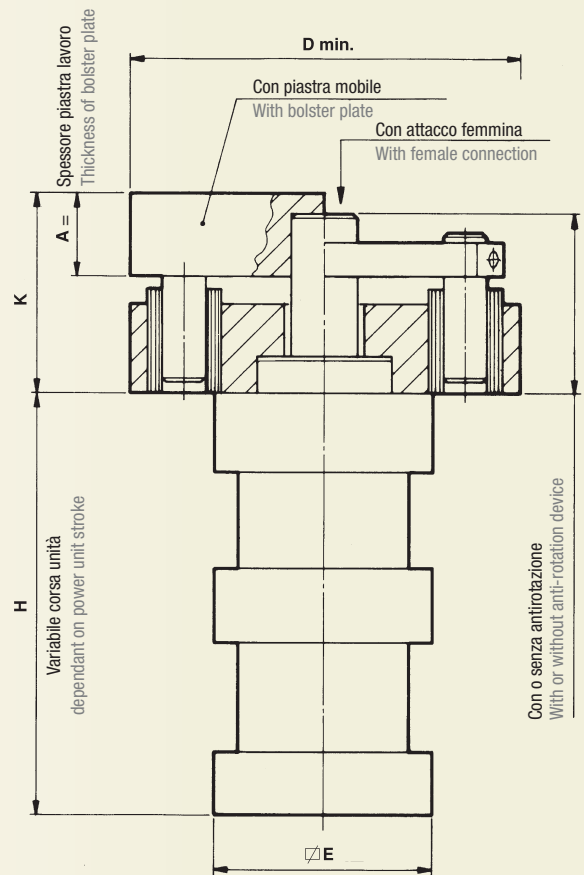 D min.
Spessore piastra lavoro
Thickness of bolster plate
Con piastra mobile
With bolster plate
Con attacco femmina
With female connection
A =
K
H
Variabile corsa unità
dependant on power unit stroke
Con o senza antirotazione
With or without anti-rotation device
E